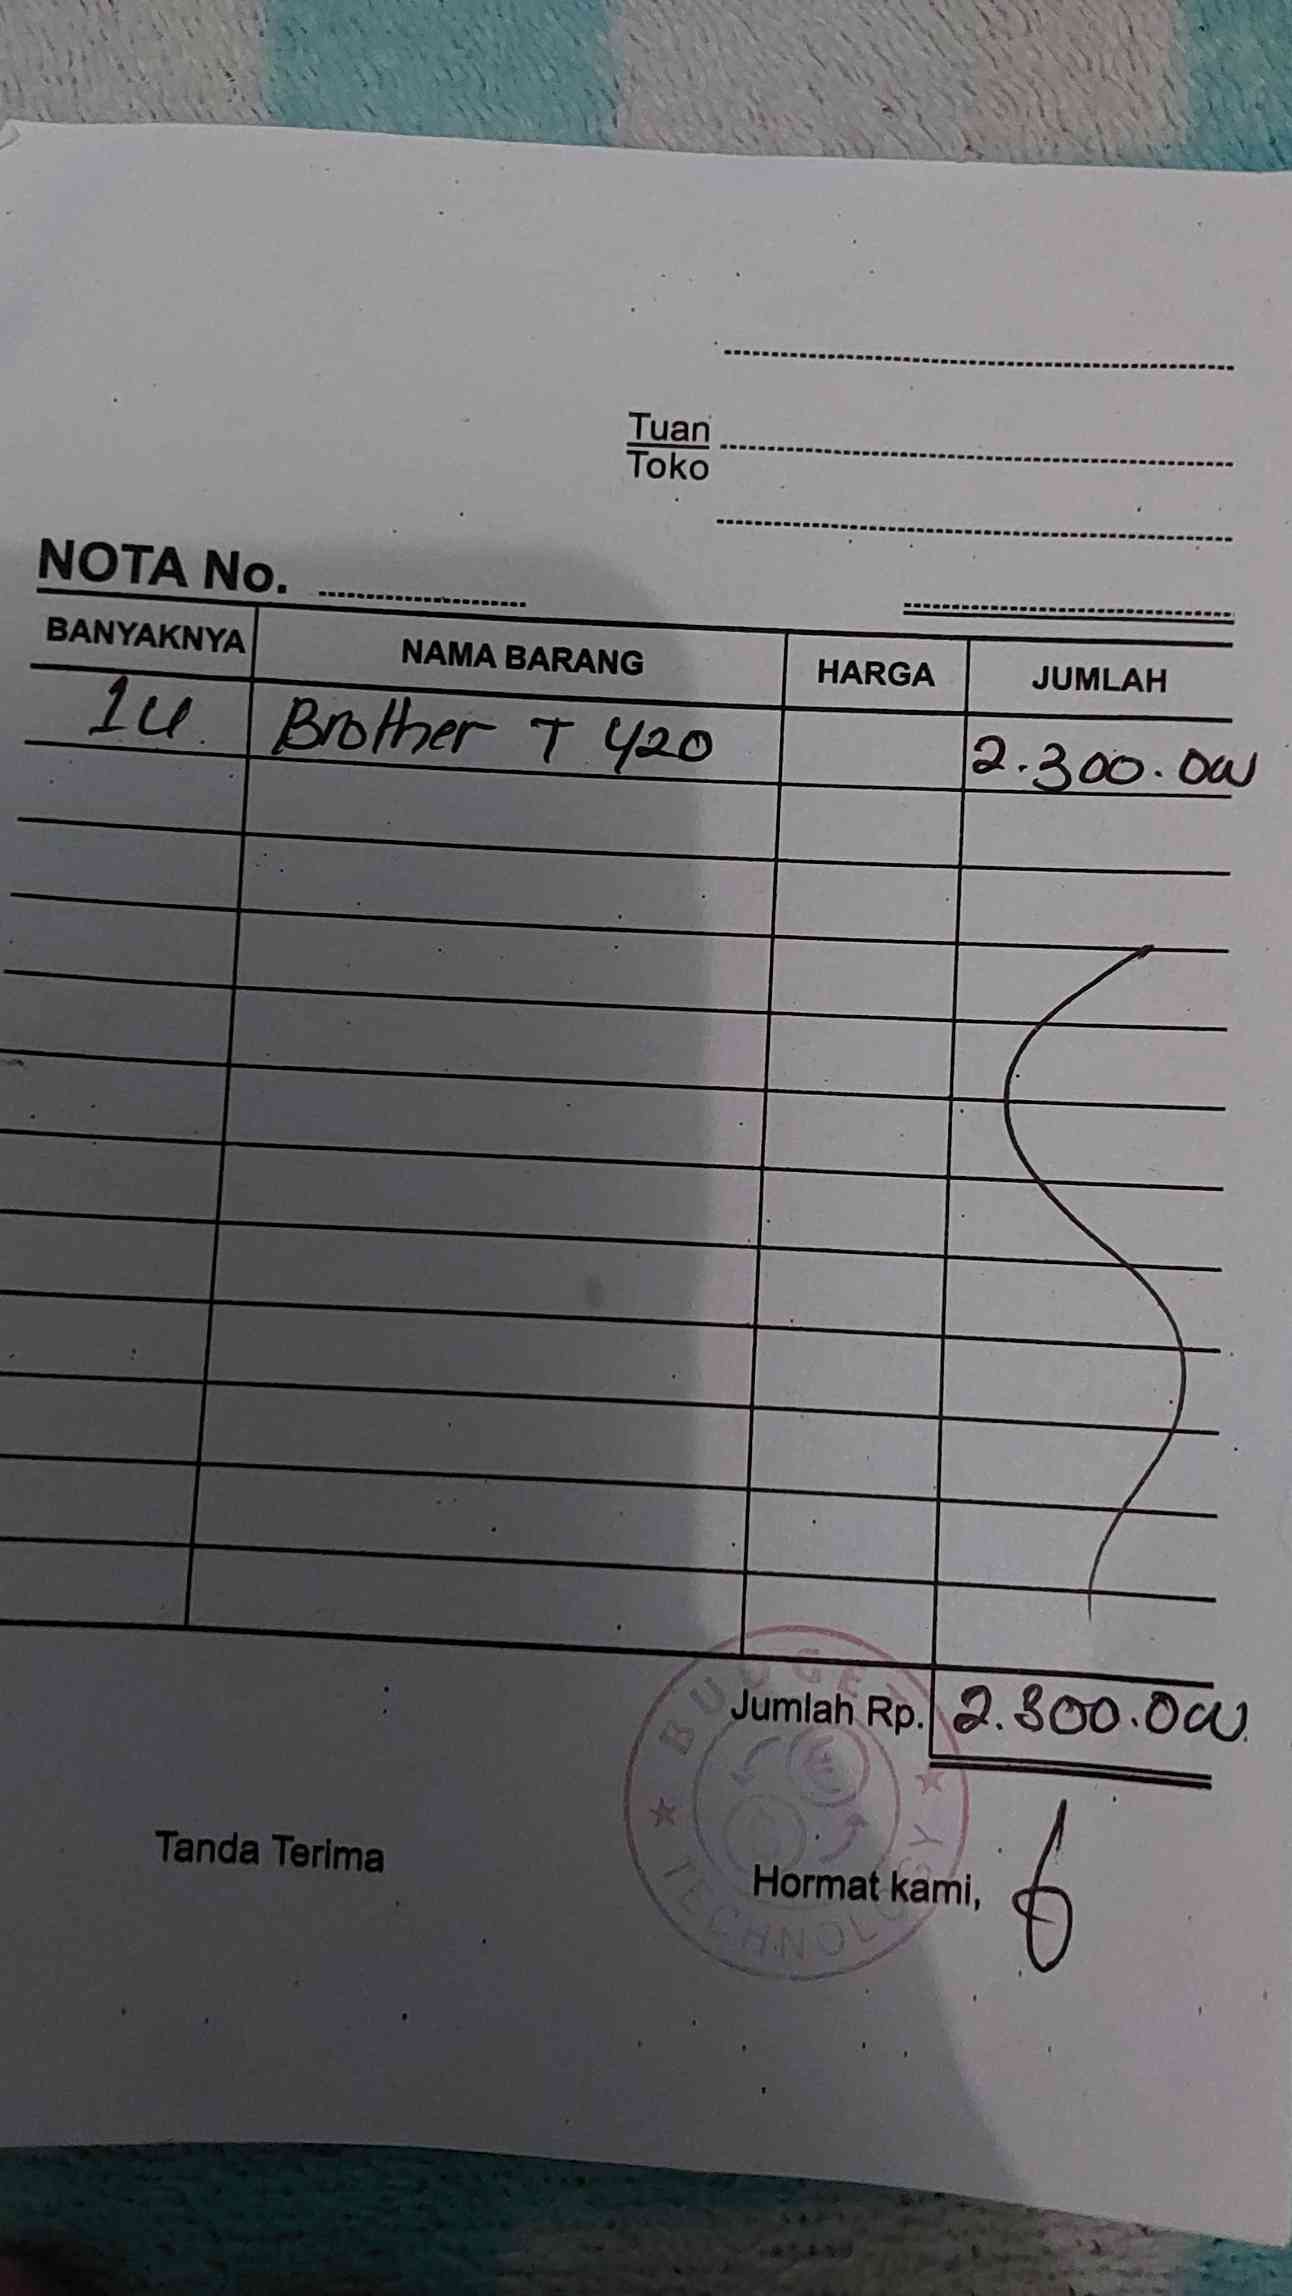 Tuan
Toko
NOTA No.
BANYAKNYA NAMA BARANG HARGA JUMLAH
1U. Brother T 420 2.300.000
Jumlah Rp. 2.300.000
BUDGET TECHNOLOGY
Tanda Terima
Hormat kami,